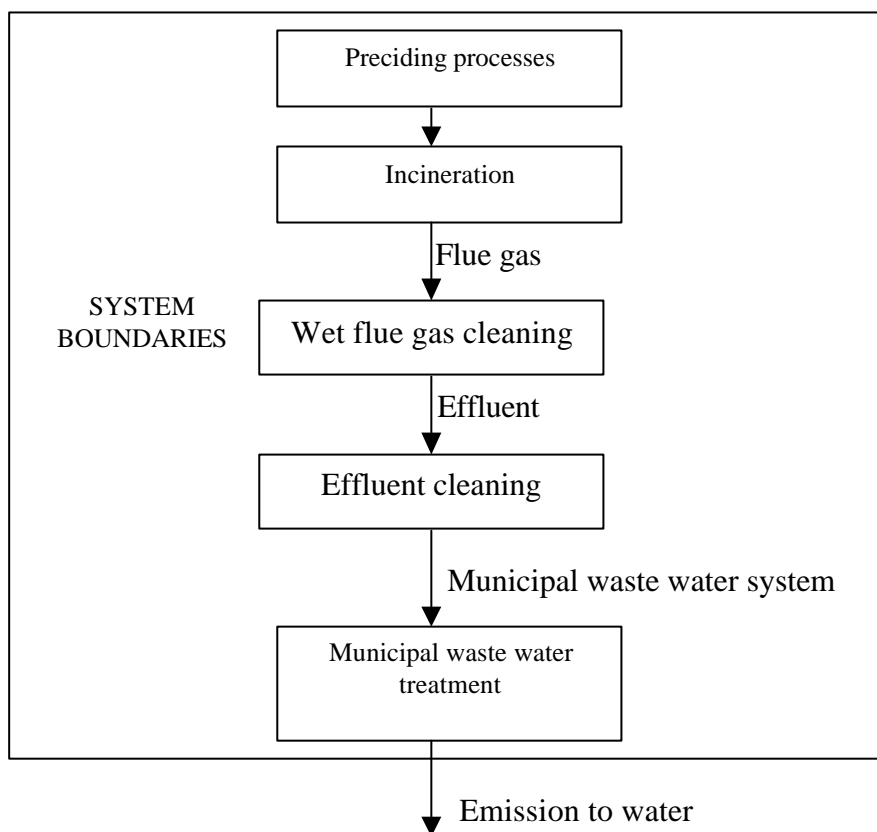 Preciding processes
Incineration
Flue gas
SYSTEM
BOUNDARIES
Wet flue gas cleaning
Effluent
Effluent cleaning
Municipal waste water system
Municipal waste water
treatment
Emission to water